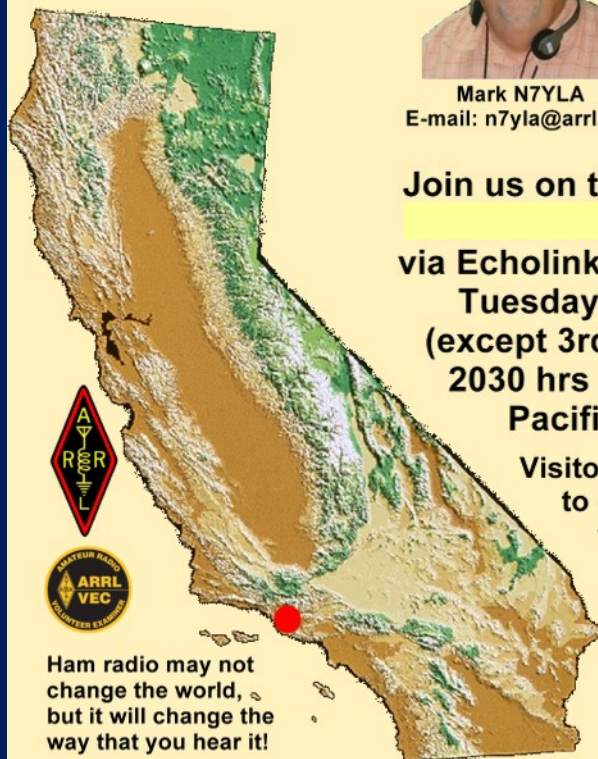 Mark N7YLA
E-mail: n7yla@arrl
Join us on t
via Echolink
Tuesday
(except 3rd
2030 hrs
Pacifi
Visito
to
A
R R
L
AMATEUR RADIO
ARRL
VEC
VOLUNTEER EXAMINER
Ham radio may not
change the world,
but it will change the
way that you hear it!